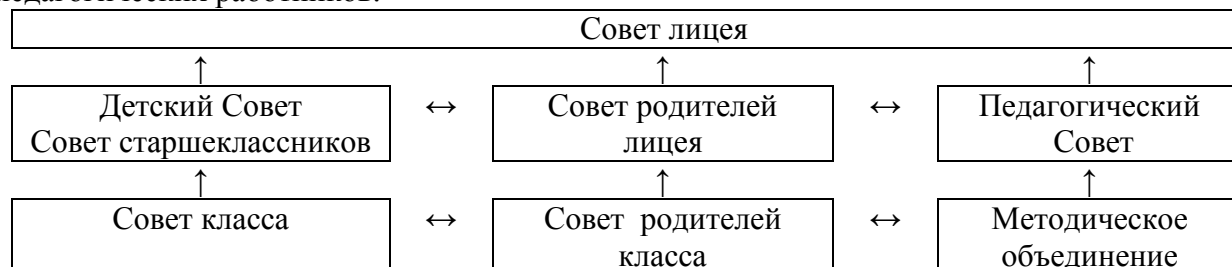 педагогических работников.
Совет лицея
↑ ↑ ↑
Детский Совет ↔ Совет родителей ↔ Педагогический
Совет старшеклассников лицея Совет
↑ ↑ ↑
Совет класса ↔ Совет родителей ↔ Методическое
класса объединение